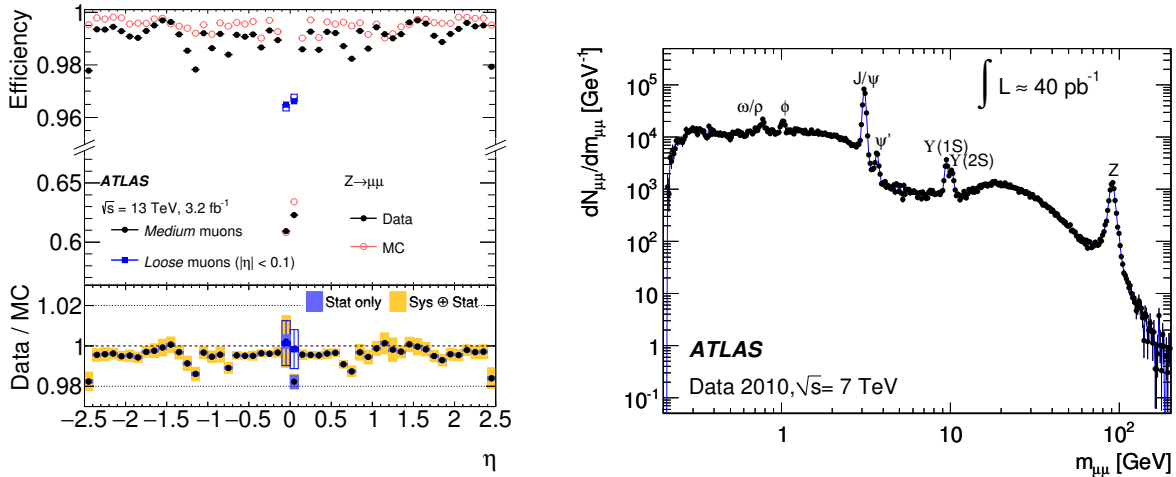 Efficiency
1
0.98
0.96
0.65
0.6
ATLAS
√s = 13 TeV, 3.2 fb⁻¹
Medium muons
Loose muons (|η| < 0.1)
Z→μμ
Data
MC
Data / MC
1.02
1
0.98
Stat only
Sys ⊕ Stat
−2.5 −2 −1.5 −1 −0.5 0 0.5 1 1.5 2 2.5
η
dN_μμ/dm_μμ [GeV⁻¹]
10⁵
10⁴
10³
10²
10
1
10⁻¹
∫ L ≈ 40 pb⁻¹
ω/ρ
φ
J/ψ
ψ'
Υ(1S)
Υ(2S)
Z
ATLAS
Data 2010, √s = 7 TeV
1 10 10²
m_μμ [GeV]